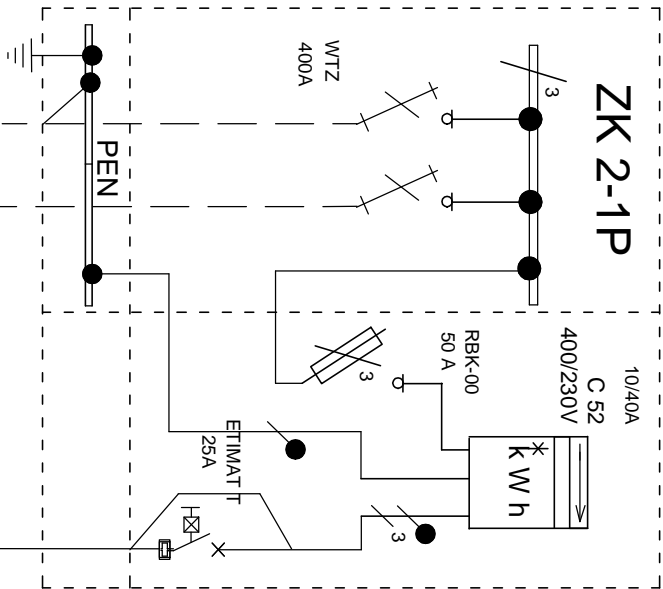 ZK 2-1P
3
WTZ
400A
PEN
10/40A
C 52
400/230V
RBK-00
50 A
3
k W h
ETIMAT T
25A
3